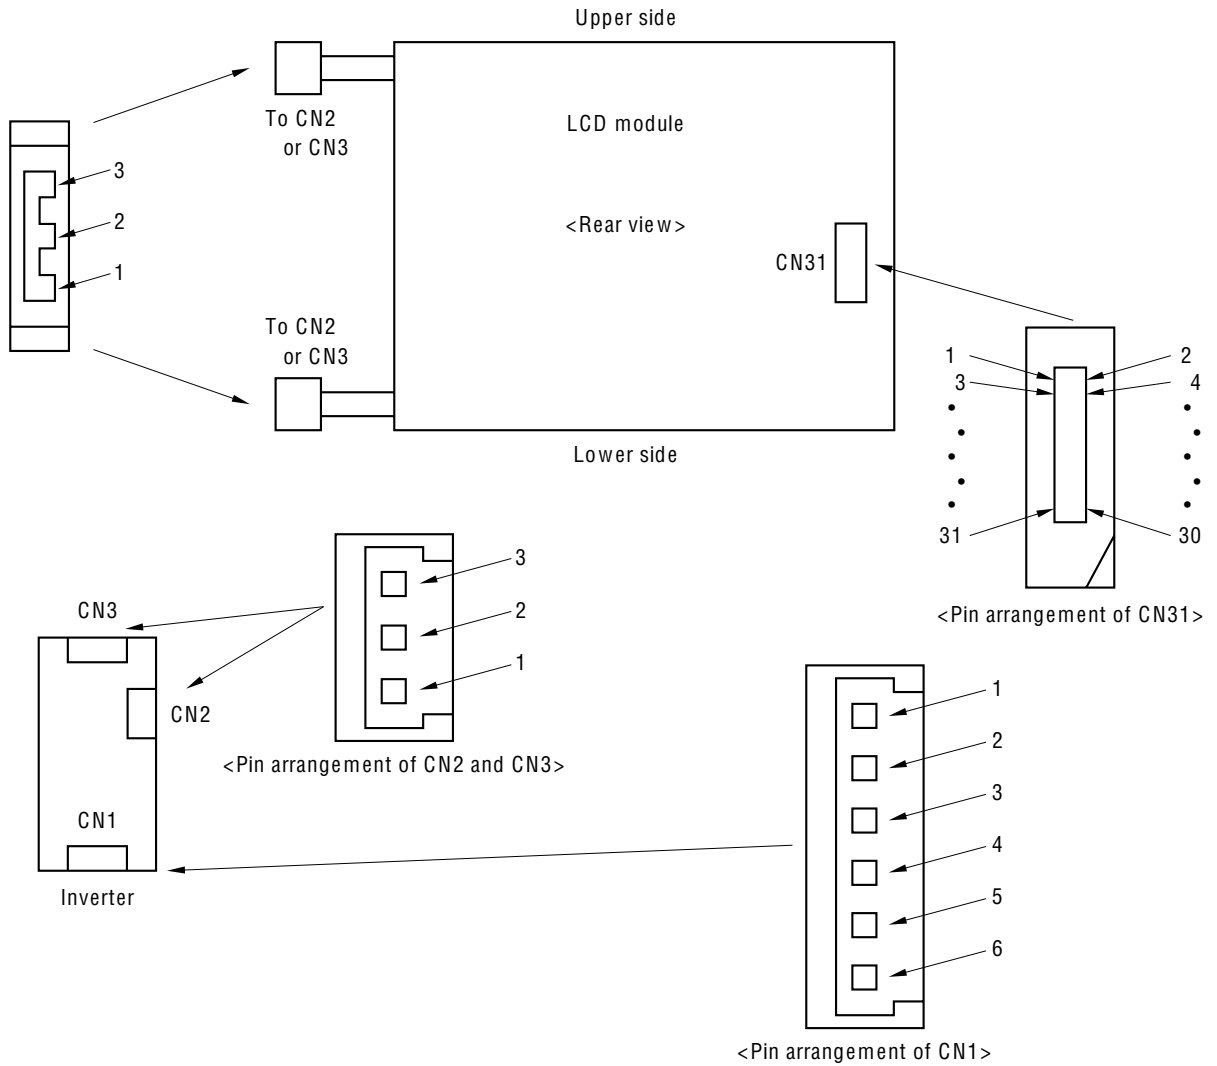 Upper side
To CN2
or CN3
LCD module
3
2
1
<Rear view>
CN31
To CN2
or CN3
1
2
3
4
Lower side
31
30
<Pin arrangement of CN31>
3
2
1
CN3
CN2
<Pin arrangement of CN2 and CN3>
CN1
Inverter
1
2
3
4
5
6
<Pin arrangement of CN1>